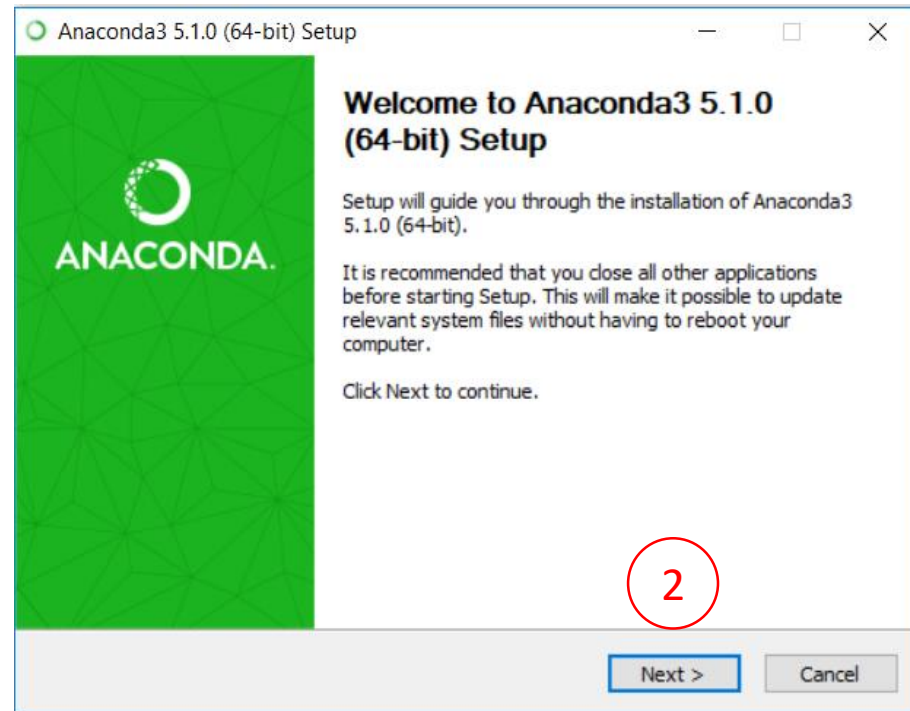 Anaconda3 5.1.0 (64-bit) Setup
Welcome to Anaconda3 5.1.0
(64-bit) Setup
Setup will guide you through the installation of Anaconda3
5.1.0 (64-bit).
It is recommended that you close all other applications
before starting Setup. This will make it possible to update
relevant system files without having to reboot your
computer.
Click Next to continue.
ANACONDA.
2
Next >
Cancel